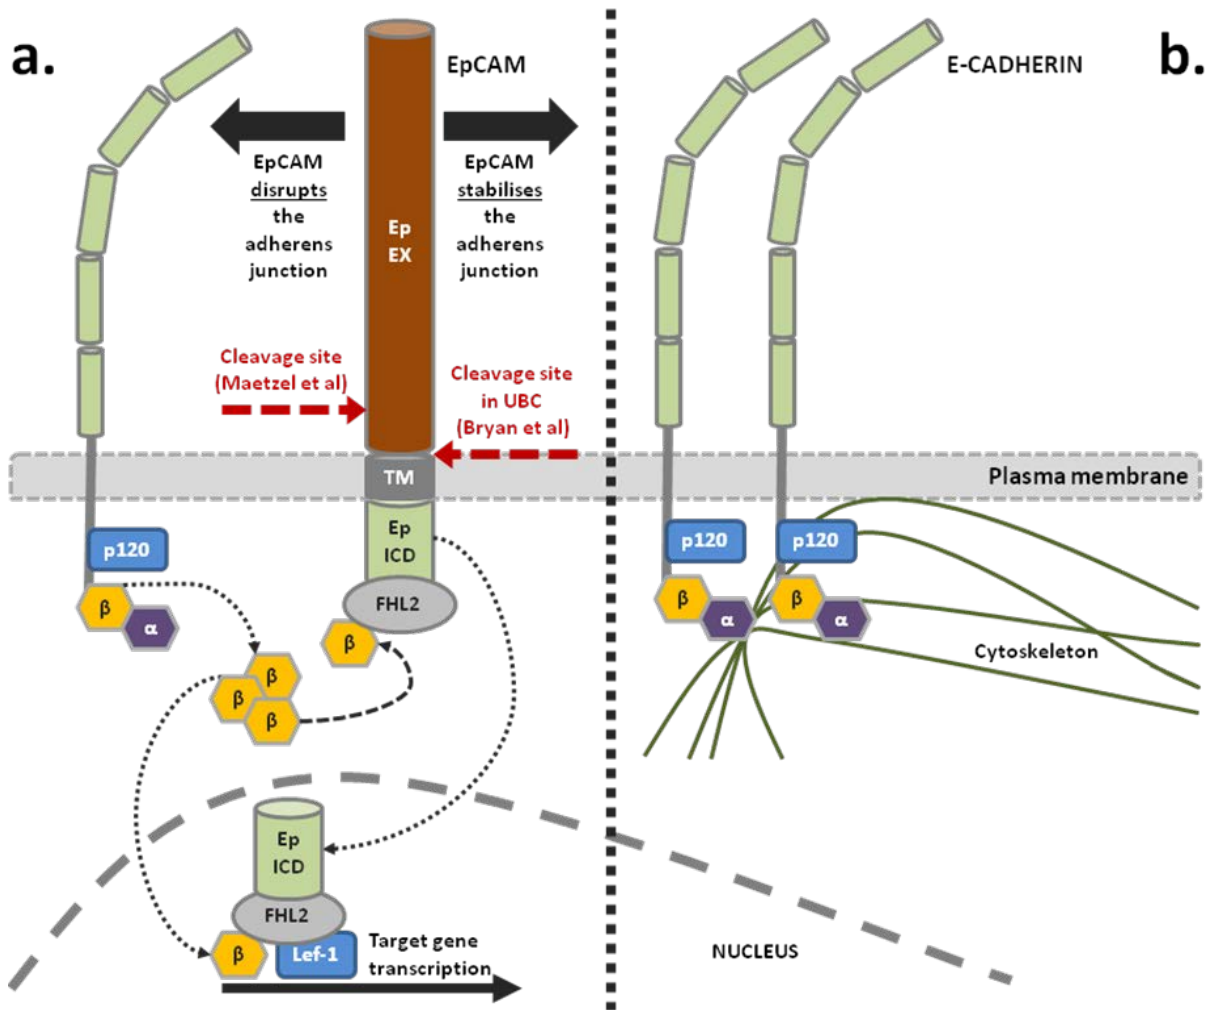 a.
EpCAM
EpCAM
disrupts
the
adherens
junction
Ep
EX
EpCAM
stabilises
the
adherens
junction
Cleavage site
(Maetzel et al)
Cleavage site
in UBC
(Bryan et al)
TM
Ep
ICD
FHL2
p120
β
α
β
β
β
β
Ep
ICD
FHL2
β
Lef-1
Target gene
transcription
E-CADHERIN
b.
Plasma membrane
p120
p120
β
α
β
α
Cytoskeleton
NUCLEUS